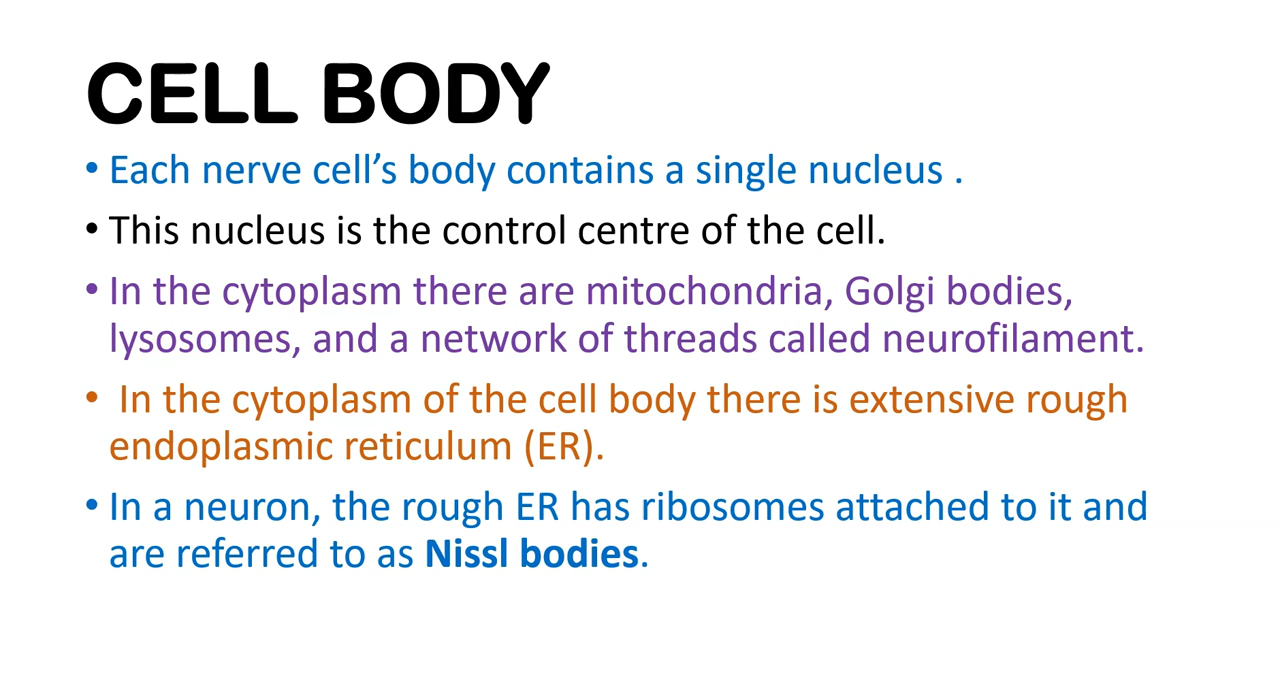 CELL BODY
• Each nerve cell’s body contains a single nucleus .
• This nucleus is the control centre of the cell.
• In the cytoplasm there are mitochondria, Golgi bodies,
lysosomes, and a network of threads called neurofilament.
• In the cytoplasm of the cell body there is extensive rough
endoplasmic reticulum (ER).
• In a neuron, the rough ER has ribosomes attached to it and
are referred to as Nissl bodies.